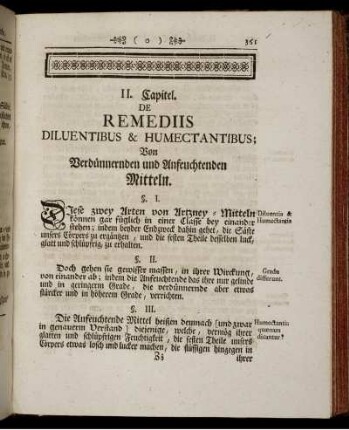 ( o )
351
II. Capitel.
DE
REMEDIIS
DILUENTIBUS & HUMECTANTIBUS;
Von
Verdünnernden und Anfeuchtenden
Mitteln.
§. I.
Diese zwey Arten von Artzney-Mitteln
können gar füglich in einer Classe bey einander
stehen; indem beyder Endzweck dahin gehet, die Säfte
unsers Cörpers zu ergäntzen, und die festen Theile desselben luck,
glatt und schlüpfrig zu erhalten.
Diluentia &
Humectantia
§. II.
Doch gehen sie gewisser massen, in ihrer Wirckung,
von einander ab; indem die Anfeuchtende das ihre nur gelinde
und in geringerm Grade, die verdünnernde aber etwas
stärcker und in höherem Grade, verrichten.
Gradu
differunt.
§. III.
Die Anfeuchtende Mittel heißen demnach (und zwar
in genauerm Verstand) diejenige, welche, vermög ihrer
glatten und schlüpfrigen Feuchtigkeit, die festen Theile unsers
Cörpers etwas losch und lucker machen, die flüssigen hingegen in
Humectantia
quænam
dicantur?
Z 3
ihrer